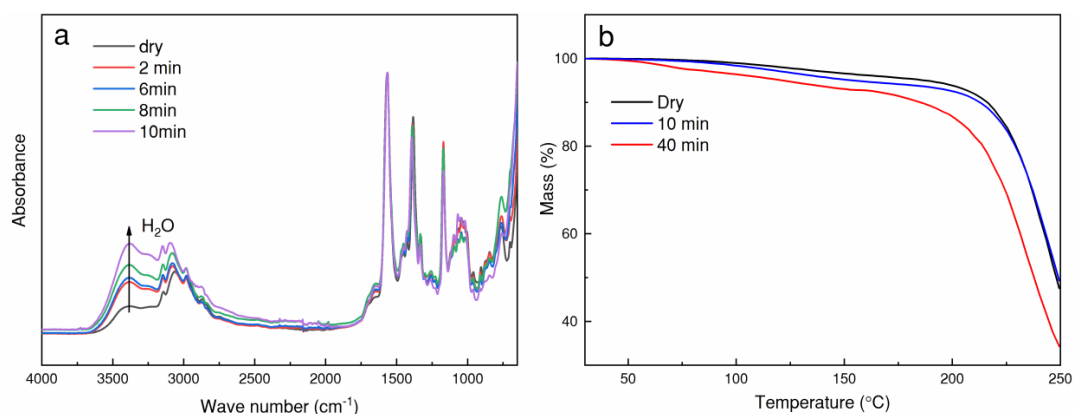 a
dry
2 min
6min
8min
10min
H₂O
Absorbance
4000 3500 3000 2500 2000 1500 1000
Wave number (cm⁻¹)
b
Dry
10 min
40 min
Mass (%)
100
80
60
40
50 100 150 200 250
Temperature (°C)